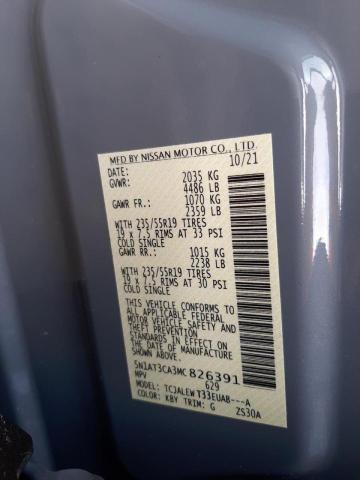 MFD BY NISSAN MOTOR CO., LTD.
DATE: 10/21
GVWR: 2035 KG
4486 LB
GAWR FR.: 1070 KG
2359 LB
WITH 235/55R19 TIRES
19 x 7.5 RIMS AT 33 PSI
COLD SINGLE
GAWR RR.: 1015 KG
2238 LB
WITH 235/55R19 TIRES
19 x 7.5 RIMS AT 30 PSI
COLD SINGLE
THIS VEHICLE CONFORMS TO
ALL APPLICABLE FEDERAL
MOTOR VEHICLE SAFETY AND
THEFT PREVENTION
STANDARDS IN EFFECT ON
THE DATE OF MANUFACTURE
SHOWN ABOVE.
5N1AT3CA3MC 826391
MPV 629
MODEL: TCJALEW T33EUAB---A
COLOR: KBY TRIM: G ZS30A